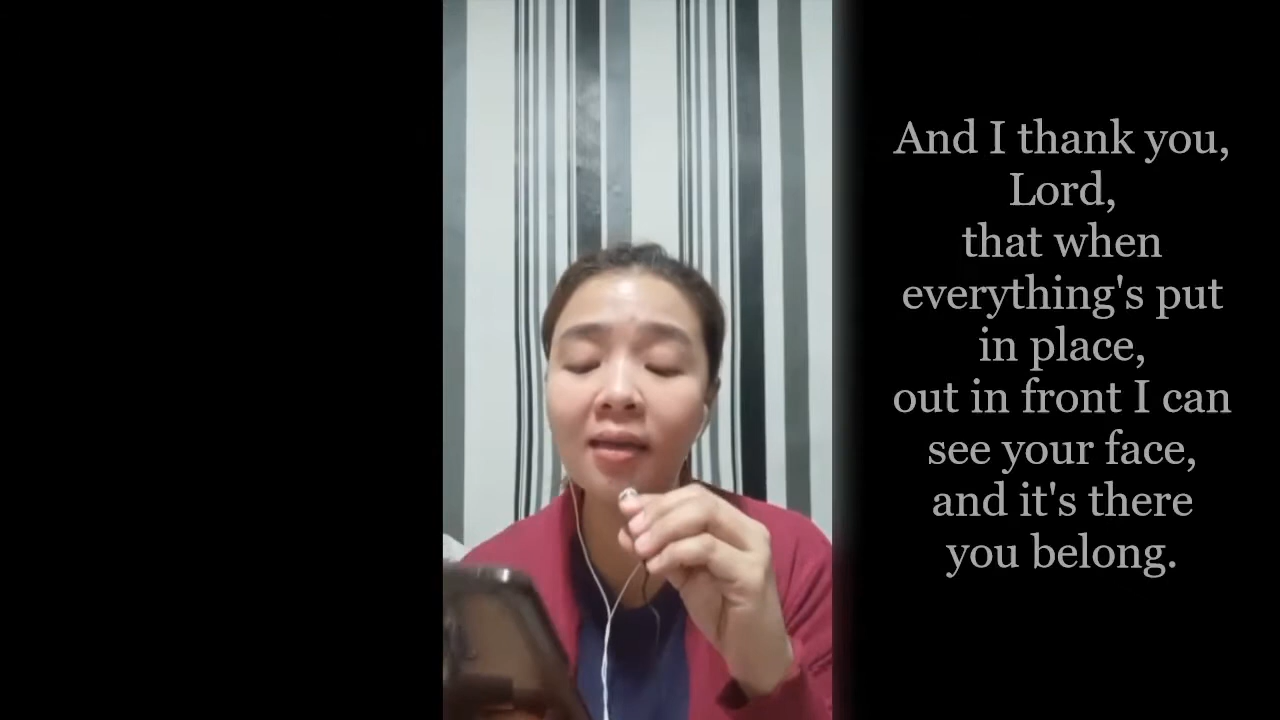 And I thank you,
Lord,
that when
everything's put
in place,
out in front I can
see your face,
and it's there
you belong.